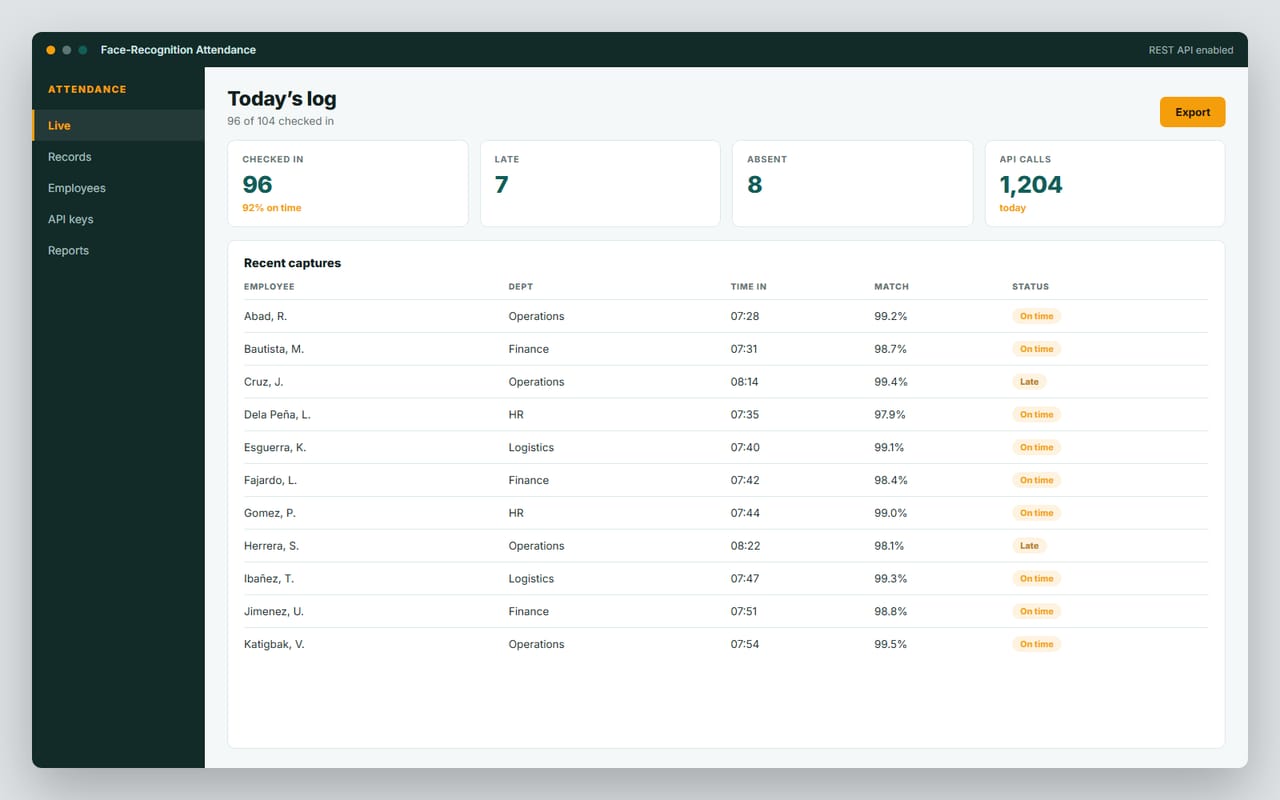 Face-Recognition Attendance
REST API enabled
ATTENDANCE
Live
Records
Employees
API keys
Reports
Today’s log
96 of 104 checked in
Export
CHECKED IN
96
92% on time
LATE
7
ABSENT
8
API CALLS
1,204
today
Recent captures
EMPLOYEE DEPT TIME IN MATCH STATUS
Abad, R. Operations 07:28 99.2% On time
Bautista, M. Finance 07:31 98.7% On time
Cruz, J. Operations 08:14 99.4% Late
Dela Peña, L. HR 07:35 97.9% On time
Esguerra, K. Logistics 07:40 99.1% On time
Fajardo, L. Finance 07:42 98.4% On time
Gomez, P. HR 07:44 99.0% On time
Herrera, S. Operations 08:22 98.1% Late
Ibañez, T. Logistics 07:47 99.3% On time
Jimenez, U. Finance 07:51 98.8% On time
Katigbak, V. Operations 07:54 99.5% On time